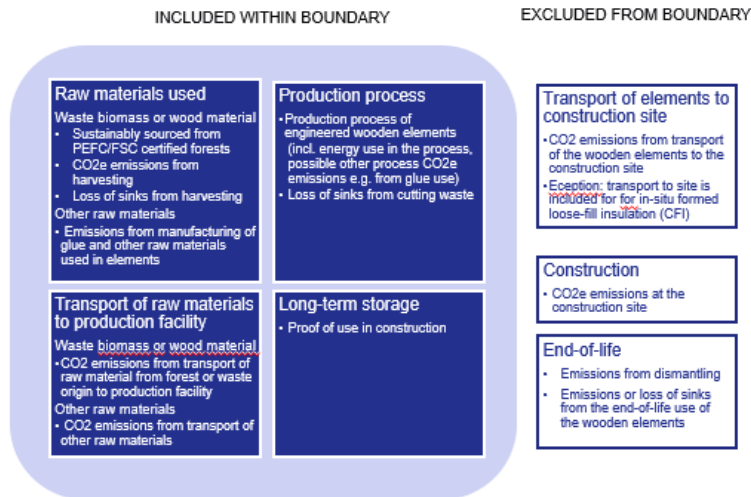 INCLUDED WITHIN BOUNDARY
EXCLUDED FROM BOUNDARY
Raw materials used
Waste biomass or wood material
• Sustainably sourced from
PEFC/FSC certified forests
• CO2e emissions from
harvesting
• Loss of sinks from harvesting
Other raw materials
• Emissions from manufacturing of
glue and other raw materials
used in elements
Production process
• Production process of
engineered wooden elements
(incl. energy use in the process,
possible other process CO2e
emissions e.g. from glue use)
• Loss of sinks from cutting waste
Transport of raw materials
to production facility
Waste biomass or wood material
• CO2 emissions from transport of
raw material from forest or waste
origin to production facility
Other raw materials
• CO2 emissions from transport of
other raw materials
Long-term storage
• Proof of use in construction
Transport of elements to
construction site
• CO2 emissions from transport
of the wooden elements to the
construction site
• Eception: transport to site is
included for for in-situ formed
loose-fill insulation (CFI)
Construction
• CO2e emissions at the
construction site
End-of-life
• Emissions from dismantling
• Emissions or loss of sinks
from the end-of-life use of
the wooden elements